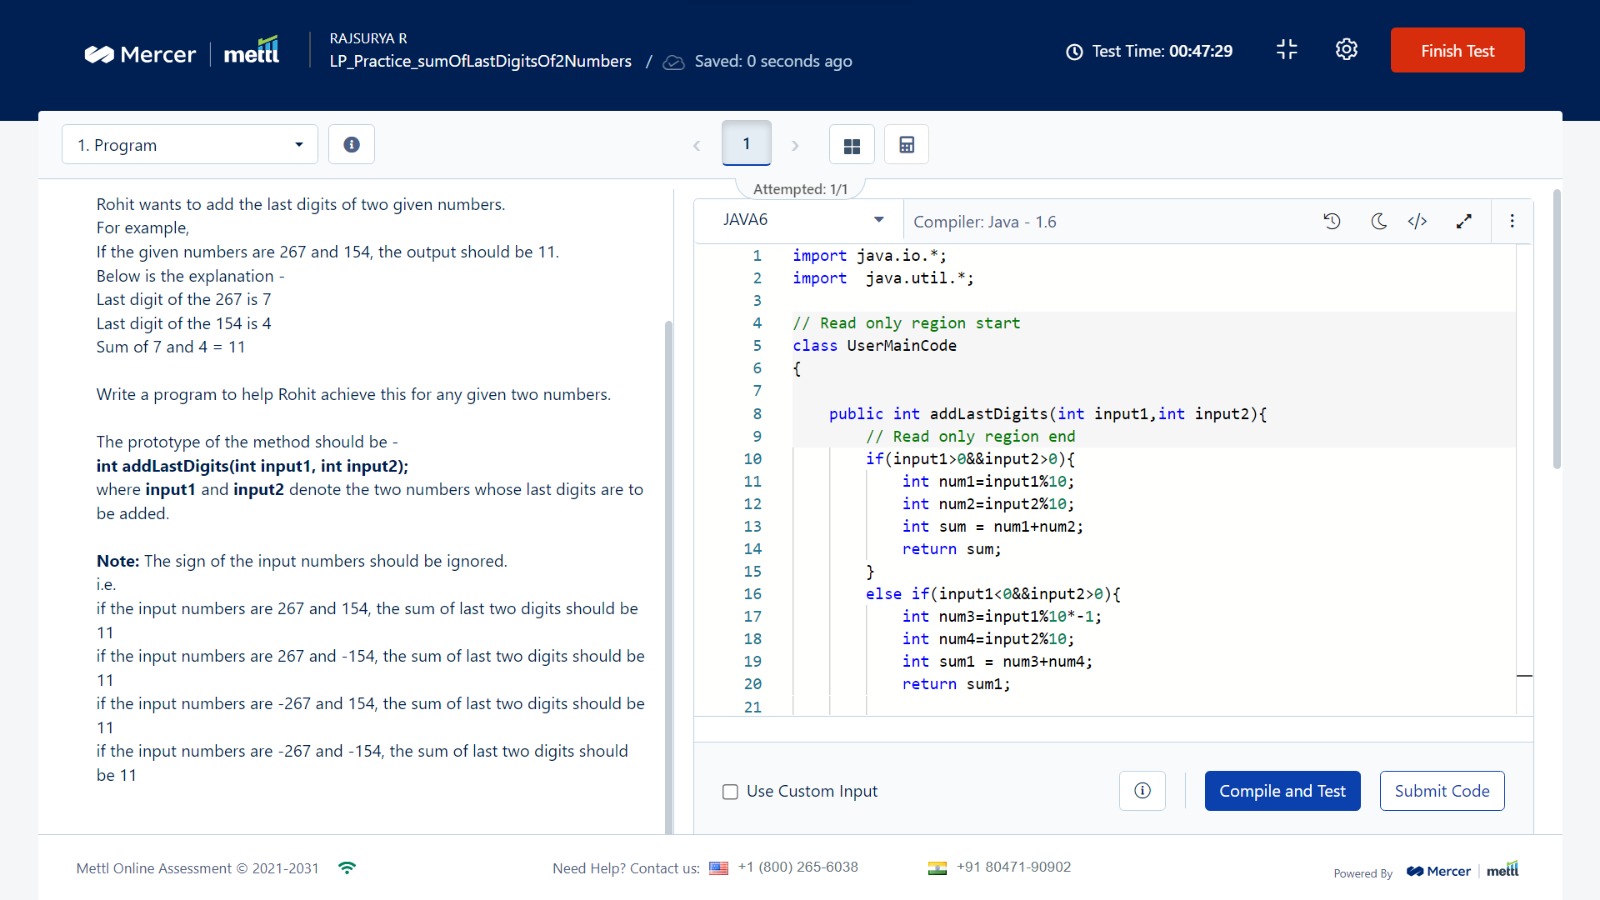 Mercer mettl
RAJSURYA R
LP_Practice_sumOfLastDigitsOf2Numbers / Saved: 0 seconds ago
Test Time: 00:47:29
Finish Test
1. Program
1
Attempted: 1/1
Rohit wants to add the last digits of two given numbers.
For example,
If the given numbers are 267 and 154, the output should be 11.
Below is the explanation -
Last digit of the 267 is 7
Last digit of the 154 is 4
Sum of 7 and 4 = 11
Write a program to help Rohit achieve this for any given two numbers.
The prototype of the method should be -
int addLastDigits(int input1, int input2);
where input1 and input2 denote the two numbers whose last digits are to
be added.
Note: The sign of the input numbers should be ignored.
i.e.
if the input numbers are 267 and 154, the sum of last two digits should be
11
if the input numbers are 267 and -154, the sum of last two digits should be
11
if the input numbers are -267 and 154, the sum of last two digits should be
11
if the input numbers are -267 and -154, the sum of last two digits should
be 11
JAVA6
Compiler: Java - 1.6
1 import java.io.*;
2 import  java.util.*;
3
4 // Read only region start
5 class UserMainCode
6 {
7
8 public int addLastDigits(int input1,int input2){
9 // Read only region end
10 if(input1>0&&input2>0){
11 int num1=input1%10;
12 int num2=input2%10;
13 int sum = num1+num2;
14 return sum;
15 }
16 else if(input1<0&&input2>0){
17 int num3=input1%10*-1;
18 int num4=input2%10;
19 int sum1 = num3+num4;
20 return sum1;
21
Use Custom Input
Compile and Test
Submit Code
Mettl Online Assessment © 2021-2031
Need Help? Contact us: +1 (800) 265-6038
+91 80471-90902
Powered By Mercer mettl